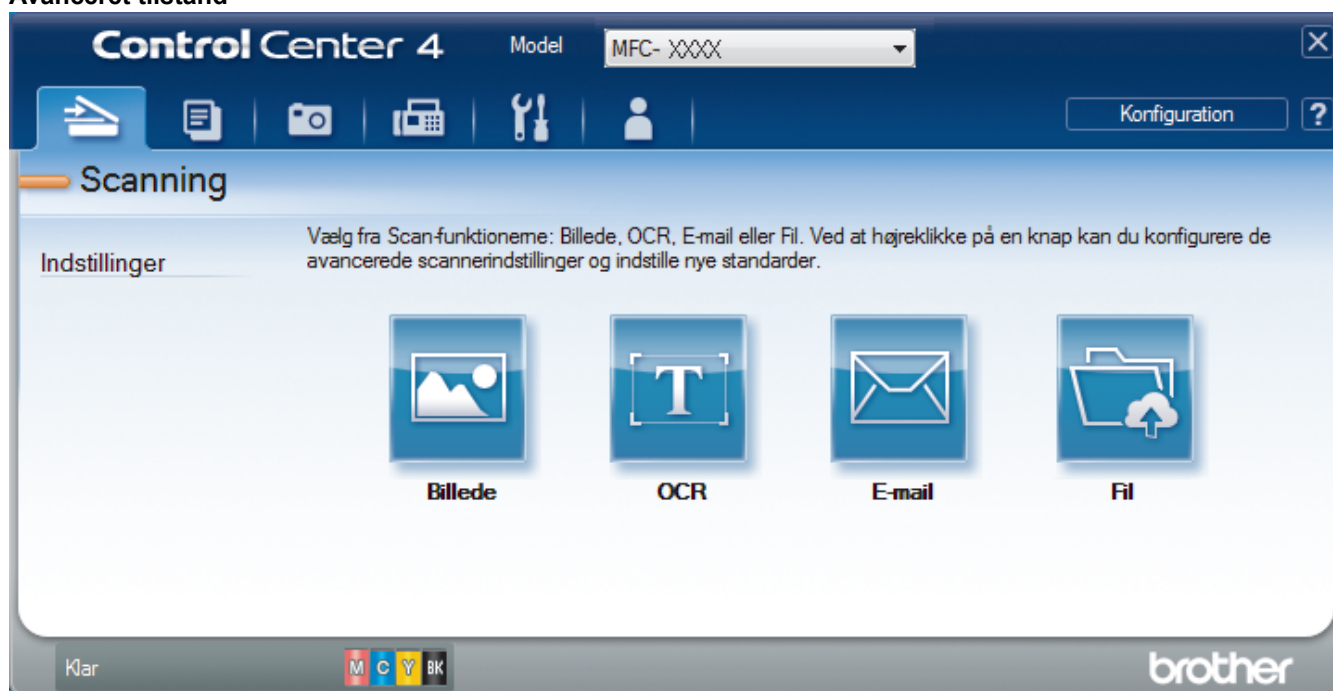 Avanceret tilstand
Control Center 4
Model
MFC- XXXX
Konfiguration
?
Scanning
Indstillinger
Vælg fra Scan-funktionerne: Billede, OCR, E-mail eller Fil. Ved at højreklikke på en knap kan du konfigurere de
avancerede scannerindstillinger og indstille nye standarder.
T
Billede
OCR
E-mail
Fil
Klar
M C Y BK
brother